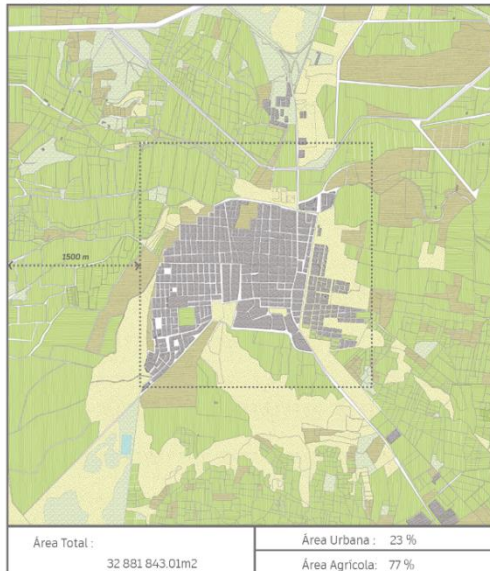 1500 m
Área Total :
32 881 843.01m2
Área Urbana : 23 %
Área Agrícola: 77 %